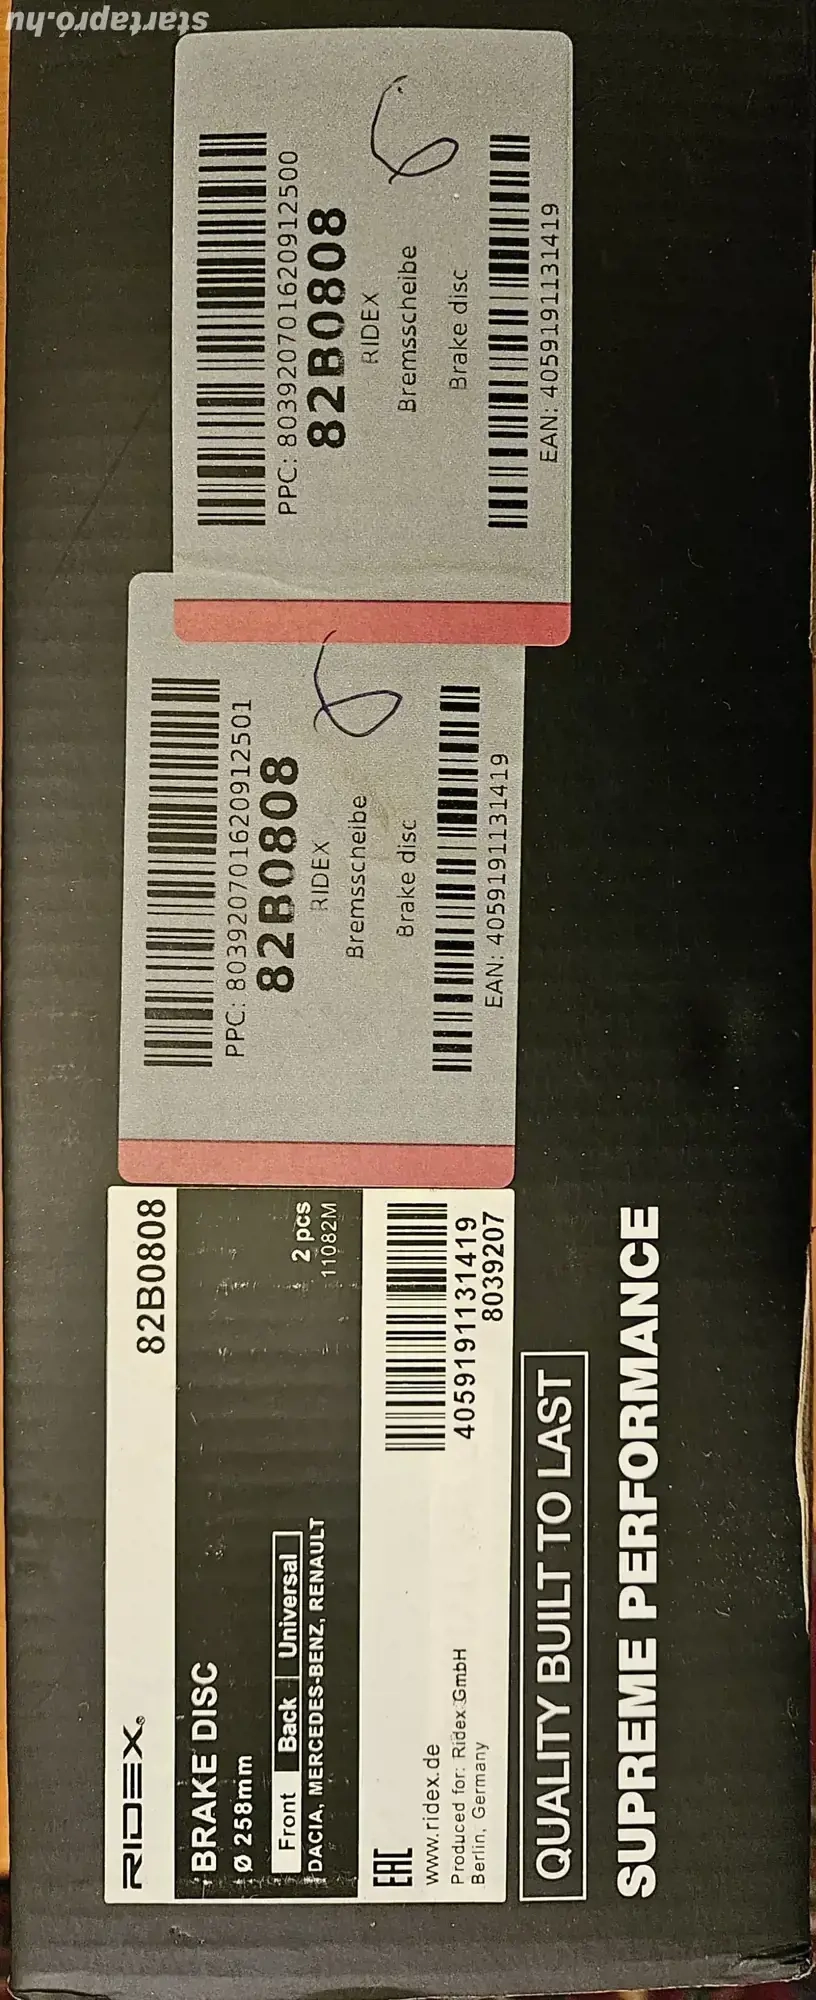 startapro.hu
RIDEX®
82B0808
BRAKE DISC
Ø 258mm
Front Back Universal
2 pcs
DACIA, MERCEDES-BENZ, RENAULT
11082M
EAC
www.ridex.de
Produced for: Ridex GmbH
Berlin, Germany
4059191131419
8039207
QUALITY BUILT TO LAST
SUPREME PERFORMANCE
PPC: 803920701620912501
82B0808
RIDEX
Bremsscheibe
6
Brake disc
EAN: 4059191131419
PPC: 803920701620912500
82B0808
RIDEX
Bremsscheibe
6
Brake disc
EAN: 4059191131419